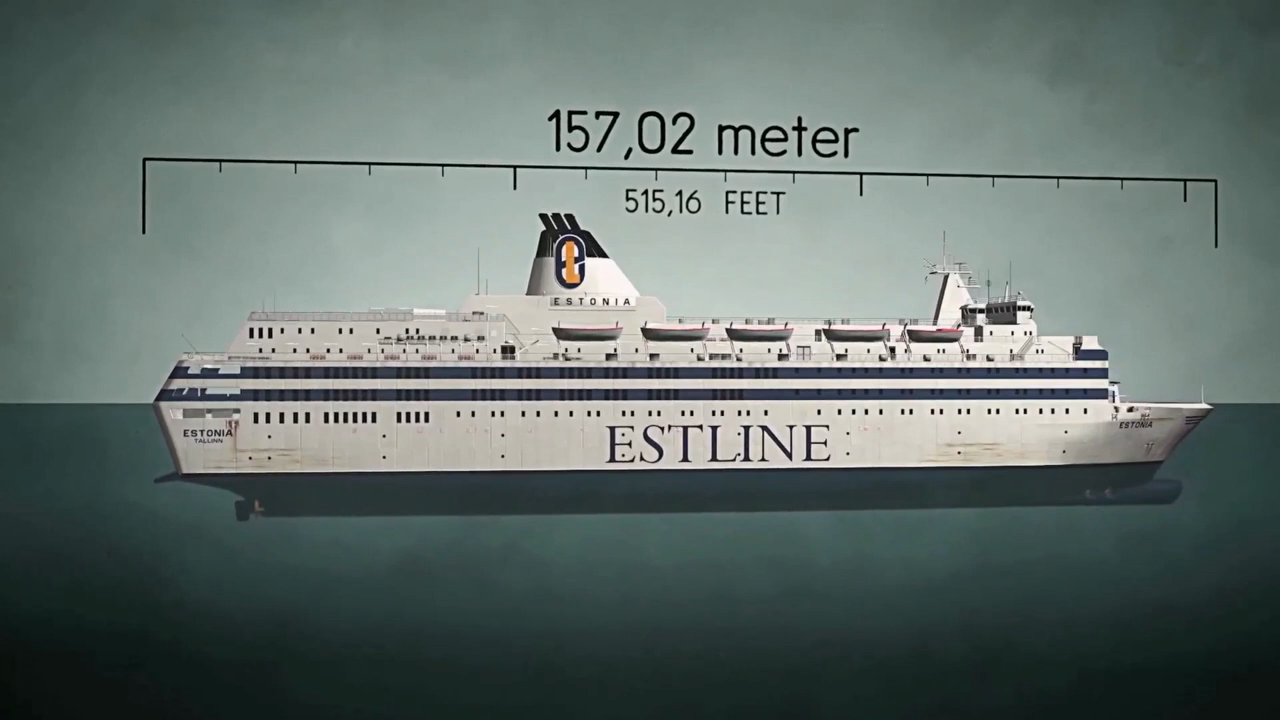 157,02 meter
515,16 FEET
ESTONIA
ESTONIA
TALLINN
ESTLINE
ESTONIA